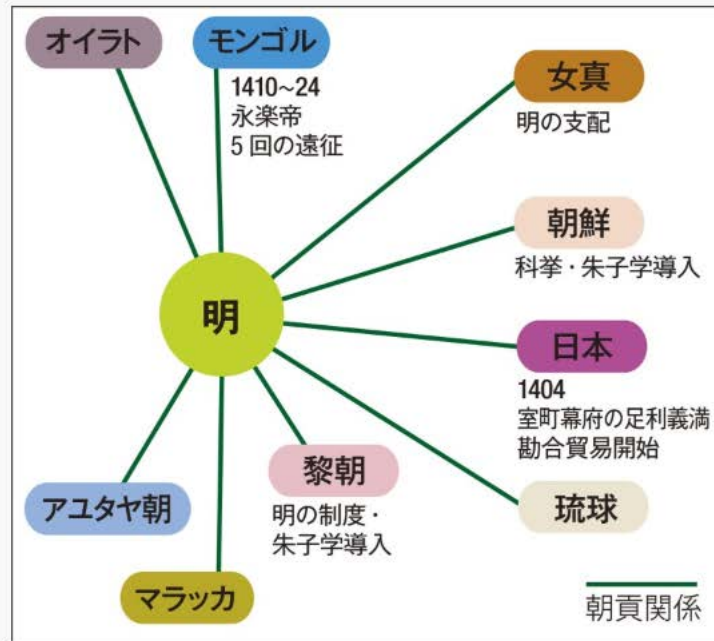 オイラト
モンゴル
1410~24
永楽帝
5回の遠征
女真
明の支配
朝鮮
科挙・朱子学導入
明
日本
1404
室町幕府の足利義満
勘合貿易開始
黎朝
明の制度・
朱子学導入
琉球
アユタヤ朝
マラッカ
朝貢関係